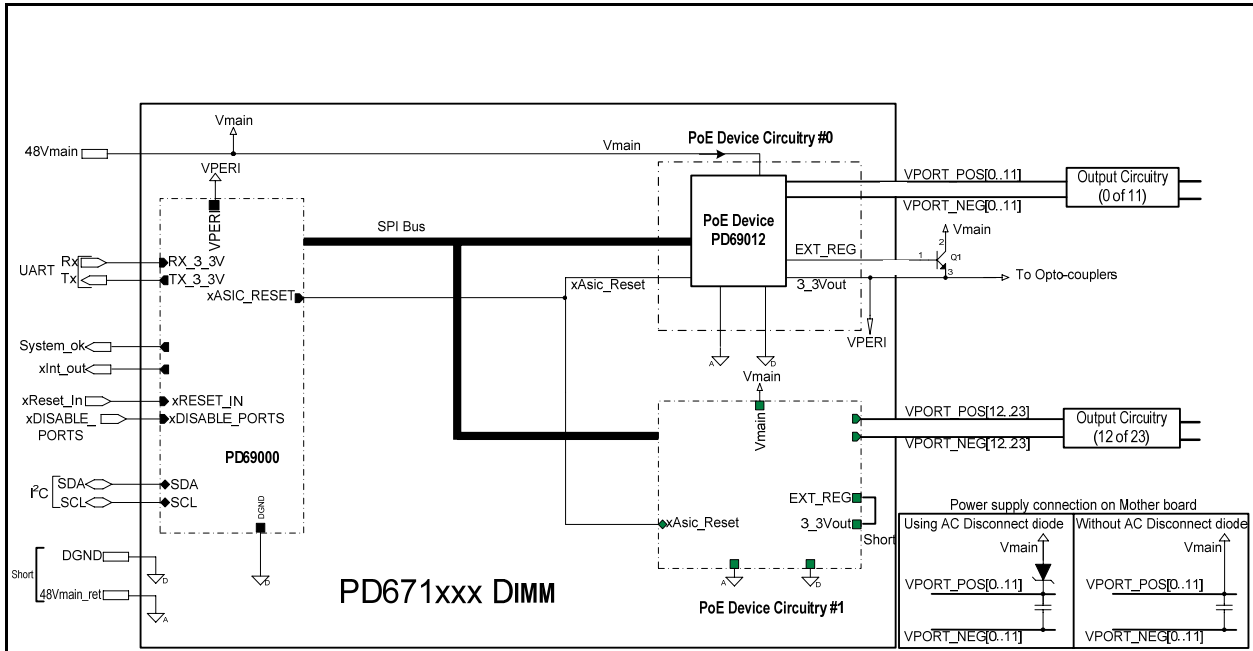 Vmain
48Vmain
Vmain
PoE Device Circuitry #0
VPERI
VPERI
PoE Device
PD69012
VPORT_POS[0..11]
VPORT_NEG[0..11]
Output Circuitry
(0 of 11)
SPI Bus
EXT_REG
Vmain
1
2
3
Q1
UART
Rx
Tx
RX_3_3V
TX_3_3V
xASIC_RESET
xAsic_Reset
3_3Vout
To Opto-couplers
VPERI
System_ok
xInt_out
A
D
Vmain
xReset_In
xRESET_IN
xDISABLE_
PORTS
xDISABLE_PORTS
Vmain
VPORT_POS[12..23]
VPORT_NEG[12..23]
Output Circuitry
(12 of 23)
PD69000
I²C
SDA
SCL
SDA
SCL
DGND
EXT_REG
3_3Vout
Short
xAsic_Reset
Short
DGND
48Vmain_ret
D
A
D
A
D
PD671xxx DIMM
PoE Device Circuitry #1
Power supply connection on Mother board
Using AC Disconnect diode
Without AC Disconnect diode
Vmain
Vmain
VPORT_POS[0..11]
VPORT_POS[0..11]
VPORT_NEG[0..11]
VPORT_NEG[0..11]